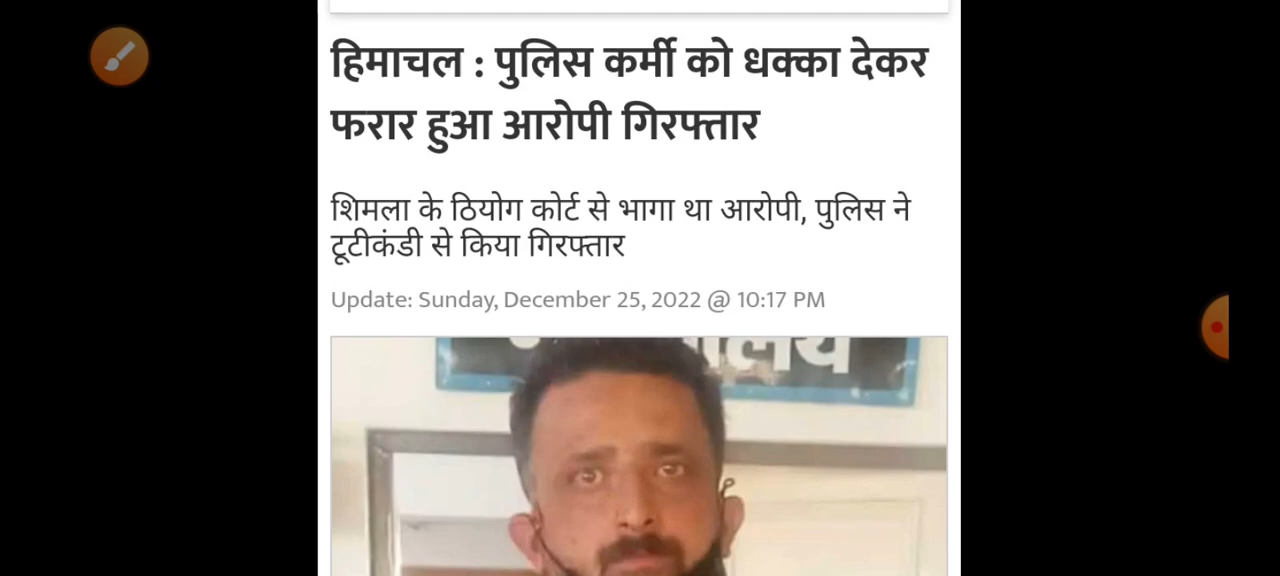 हिमाचल : पुलिस कर्मी को धक्का देकर
फरार हुआ आरोपी गिरफ्तार
शिमला के ठियोग कोर्ट से भागा था आरोपी, पुलिस ने
टूटीकंडी से किया गिरफ्तार
Update: Sunday, December 25, 2022 @ 10:17 PM